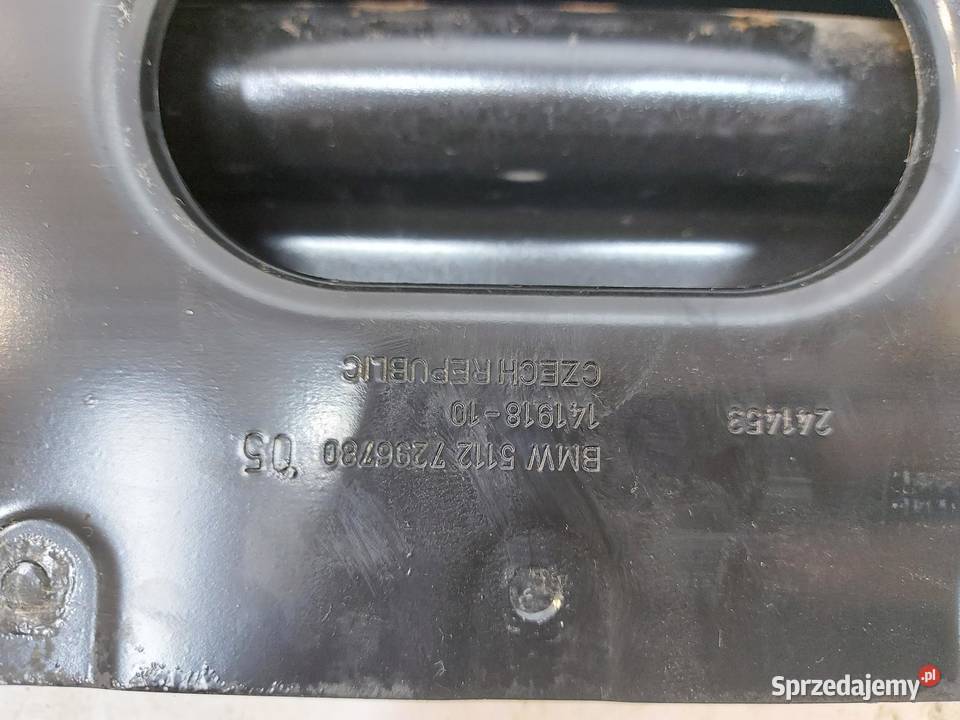 BMW 5112 7296780 05
141918-10
CZECH REPUBLIC
241453
Sprzedajemy.pl